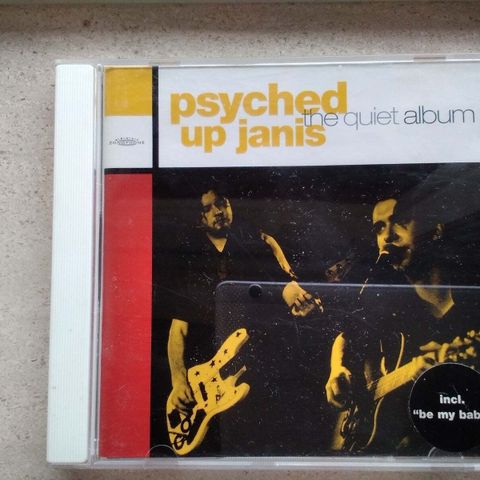 psyched
the quiet album
up janis
incl.
"be my bab